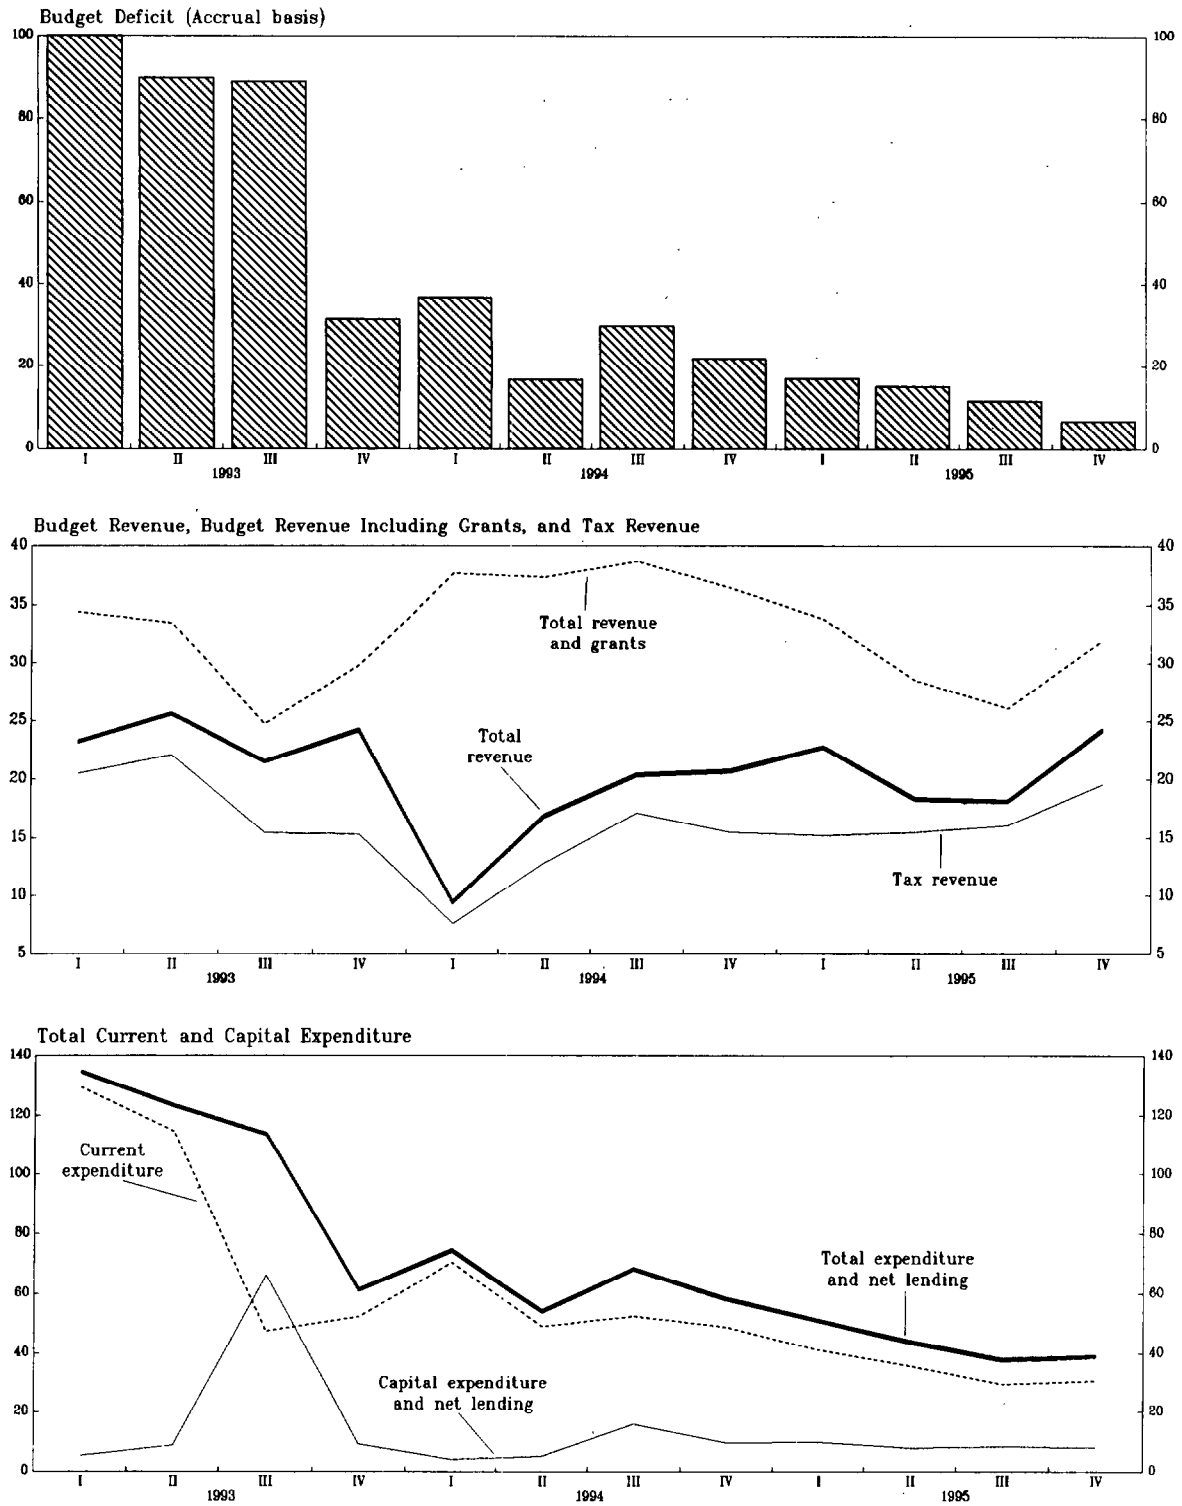 Budget Deficit (Accrual basis)
100 100
80 80
60 60
40 40
20 20
0 0
I II III IV I II III IV I II III IV
1993 1994 1995
Budget Revenue, Budget Revenue Including Grants, and Tax Revenue
40 40
35 35
Total revenue
and grants
30 30
25 25
Total
revenue
20 20
15 15
Tax revenue
10 10
5 5
I II III IV I II III IV I II III IV
1993 1994 1995
Total Current and Capital Expenditure
140 140
120 120
Current
expenditure
100 100
80 80
Total expenditure
and net lending
60 60
40 40
Capital expenditure
and net lending
20 20
0 0
I II III IV I II III IV I II III IV
1993 1994 1995